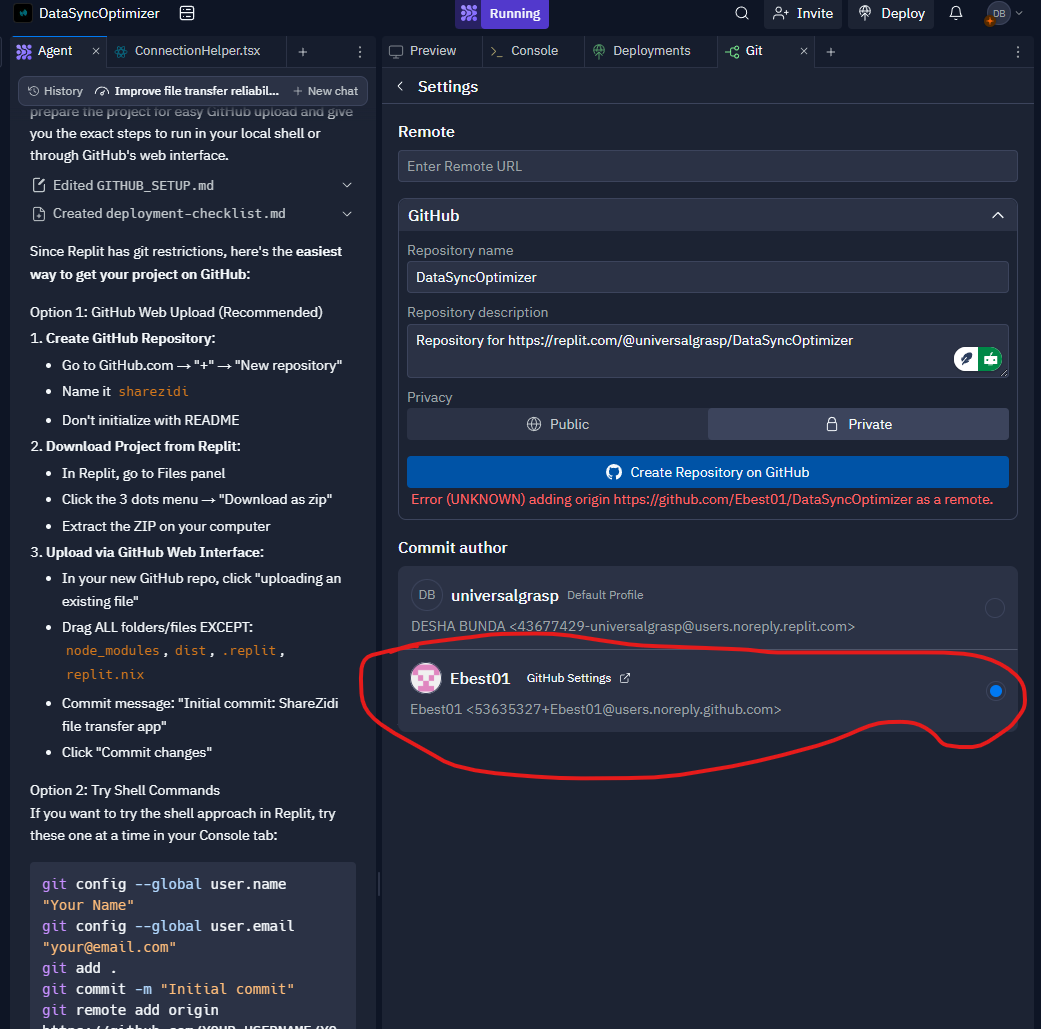 DataSyncOptimizer
Running
Invite
Deploy
DB
Agent
ConnectionHelper.tsx
Preview
Console
Deployments
Git
History
Improve file transfer reliabil...
New chat
prepare the project for easy GitHub upload and give
you the exact steps to run in your local shell or
through GitHub's web interface.
Edited GITHUB_SETUP.md
Created deployment-checklist.md
Since Replit has git restrictions, here's the easiest
way to get your project on GitHub:
Option 1: GitHub Web Upload (Recommended)
1. Create GitHub Repository:
• Go to GitHub.com → "+" → "New repository"
• Name it sharezidi
• Don't initialize with README
2. Download Project from Replit:
• In Replit, go to Files panel
• Click the 3 dots menu → "Download as zip"
• Extract the ZIP on your computer
3. Upload via GitHub Web Interface:
• In your new GitHub repo, click "uploading an
existing file"
• Drag ALL folders/files EXCEPT:
node_modules, dist, .replit,
replit.nix
• Commit message: "Initial commit: ShareZidi
file transfer app"
• Click "Commit changes"
Option 2: Try Shell Commands
If you want to try the shell approach in Replit, try
these one at a time in your Console tab:
git config --global user.name
"Your Name"
git config --global user.email
"your@email.com"
git add .
git commit -m "Initial commit"
git remote add origin
https://github.com/YOUR_USERNAME/YO
Settings
Remote
Enter Remote URL
GitHub
Repository name
DataSyncOptimizer
Repository description
Repository for https://replit.com/@universalgrasp/DataSyncOptimizer
Privacy
Public
Private
Create Repository on GitHub
Error (UNKNOWN) adding origin https://github.com/Ebest01/DataSyncOptimizer as a remote.
Commit author
DB
universalgrasp Default Profile
DESHA BUNDA <43677429-universalgrasp@users.noreply.replit.com>
Ebest01 GitHub Settings
Ebest01 <53635327+Ebest01@users.noreply.github.com>